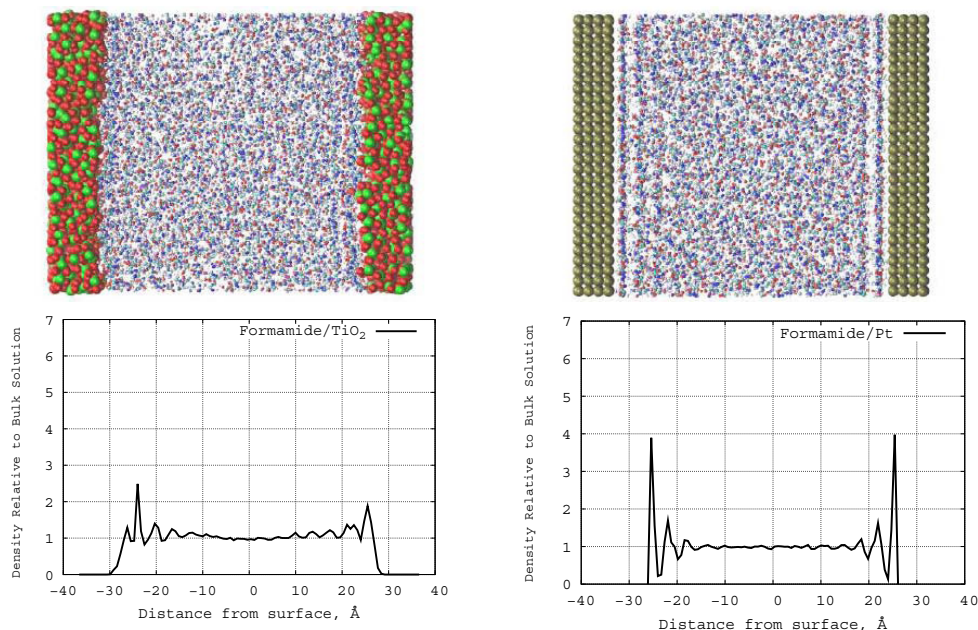 Formamide/TiO₂
7
6
5
4
3
2
1
0
Density Relative to Bulk Solution
-40 -30 -20 -10 0 10 20 30 40
Distance from surface, Å
Formamide/Pt
7
6
5
4
3
2
1
0
Density Relative to Bulk Solution
-40 -30 -20 -10 0 10 20 30 40
Distance from surface, Å